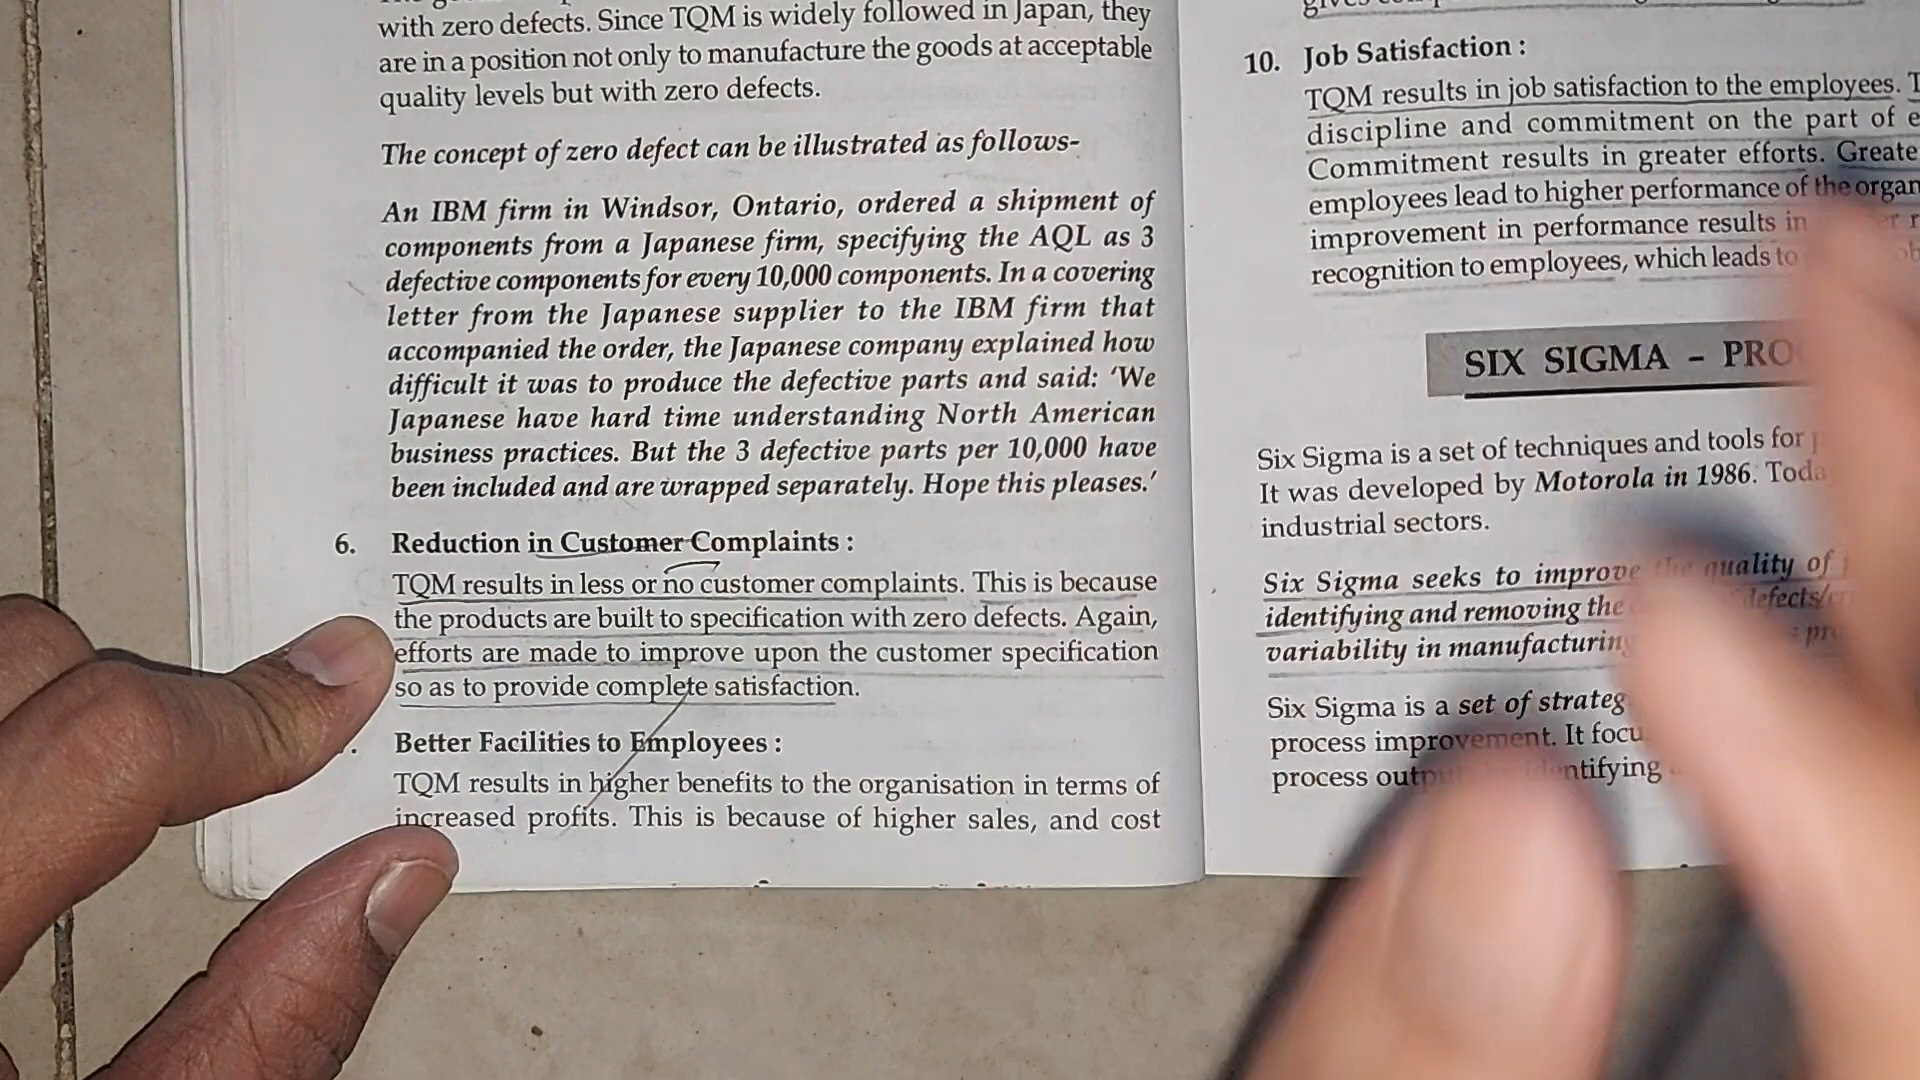 with zero defects. Since TQM is widely followed in Japan, they
are in a position not only to manufacture the goods at acceptable
quality levels but with zero defects.
The concept of zero defect can be illustrated as follows-
An IBM firm in Windsor, Ontario, ordered a shipment of
components from a Japanese firm, specifying the AQL as 3
defective components for every 10,000 components. In a covering
letter from the Japanese supplier to the IBM firm that
accompanied the order, the Japanese company explained how
difficult it was to produce the defective parts and said: 'We
Japanese have hard time understanding North American
business practices. But the 3 defective parts per 10,000 have
been included and are wrapped separately. Hope this pleases.'
6. Reduction in Customer Complaints :
TQM results in less or no customer complaints. This is because
the products are built to specification with zero defects. Again,
efforts are made to improve upon the customer specification
so as to provide complete satisfaction.
Better Facilities to Employees :
TQM results in higher benefits to the organisation in terms of
increased profits. This is because of higher sales, and cost
10. Job Satisfaction :
TQM results in job satisfaction to the employees.
discipline and commitment on the part of
Commitment results in greater efforts.
employees lead to higher performance of the
improvement in performance results in
recognition to employees, which leads to
SIX SIGMA -
Six Sigma is a set of techniques and tools for
It was developed by Motorola in 1986.
industrial sectors.
Six Sigma seeks to improve the quality of
identifying and removing the
variability in manufacturing
Six Sigma is a set of
process improvement. It
process